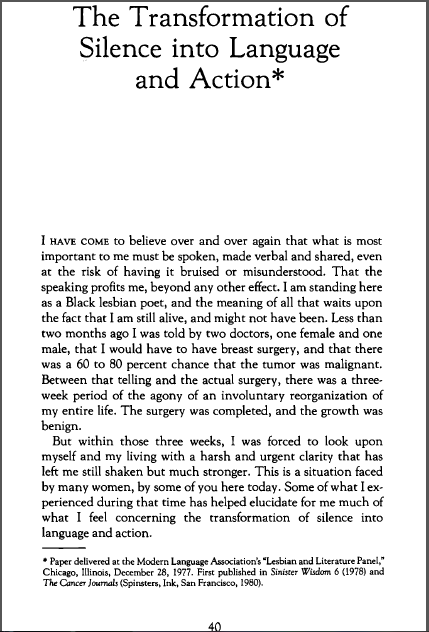 The Transformation of
Silence into Language
and Action*
I HAVE COME to believe over and over again that what is most
important to me must be spoken, made verbal and shared, even
at the risk of having it bruised or misunderstood. That the
speaking profits me, beyond any other effect. I am standing here
as a Black lesbian poet, and the meaning of all that waits upon
the fact that I am still alive, and might not have been. Less than
two months ago I was told by two doctors, one female and one
male, that I would have to have breast surgery, and that there
was a 60 to 80 percent chance that the tumor was malignant.
Between that telling and the actual surgery, there was a three-
week period of the agony of an involuntary reorganization of
my entire life. The surgery was completed, and the growth was
benign.
But within those three weeks, I was forced to look upon
myself and my living with a harsh and urgent clarity that has
left me still shaken but much stronger. This is a situation faced
by many women, by some of you here today. Some of what I ex-
perienced during that time has helped elucidate for me much of
what I feel concerning the transformation of silence into
language and action.
* Paper delivered at the Modern Language Association's "Lesbian and Literature Panel,"
Chicago, Illinois, December 28, 1977. First published in Sinister Wisdom 6 (1978) and
The Cancer Journals (Spinsters, Ink, San Francisco, 1980).
40